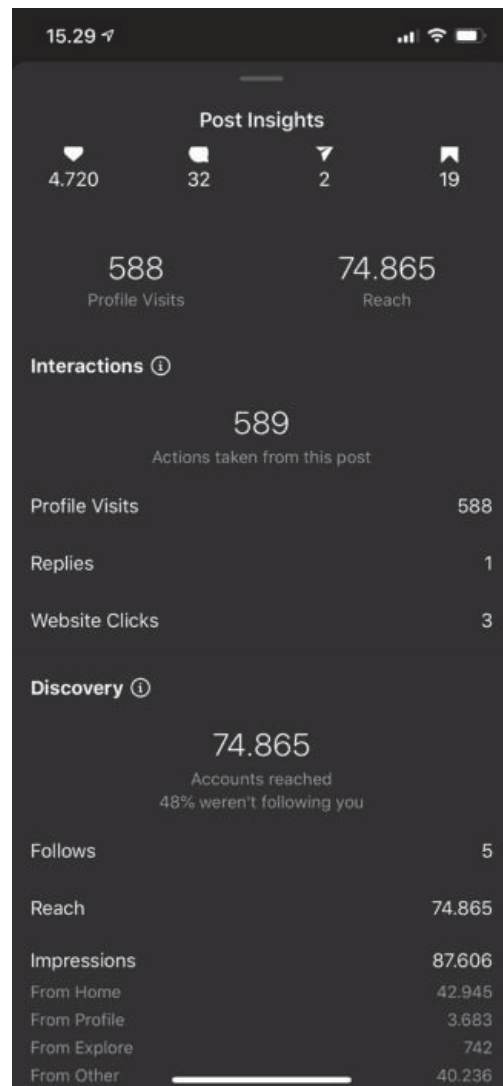 15.29
Post Insights
4.720 32 2 19
588 74.865
Profile Visits Reach
Interactions
589
Actions taken from this post
Profile Visits 588
Replies 1
Website Clicks 3
Discovery
74.865
Accounts reached
48% weren't following you
Follows 5
Reach 74.865
Impressions 87.606
From Home 42.945
From Profile 3.683
From Explore 742
From Other 40.236